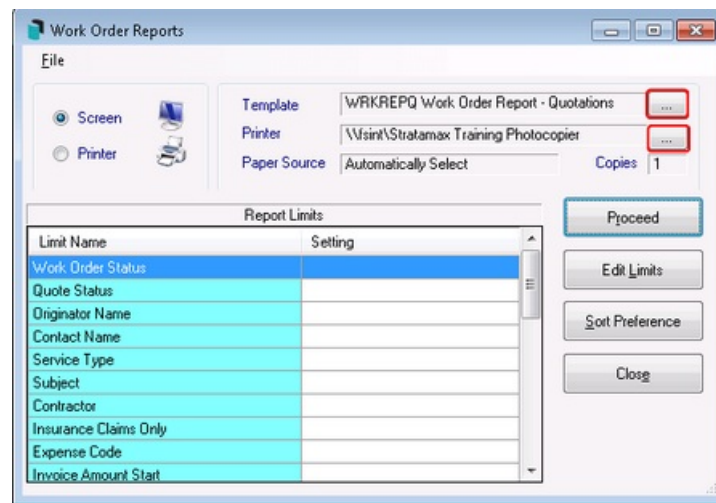 Work Order Reports
File
Screen
Printer
Template WRKREPQ Work Order Report - Quotations ...
Printer \\fsint\Stratamax Training Photocopier ...
Paper Source Automatically Select Copies 1
Report Limits
Limit Name Setting
Work Order Status
Quote Status
Originator Name
Contact Name
Service Type
Subject
Contractor
Insurance Claims Only
Expense Code
Invoice Amount Start
Proceed
Edit Limits
Sort Preference
Close